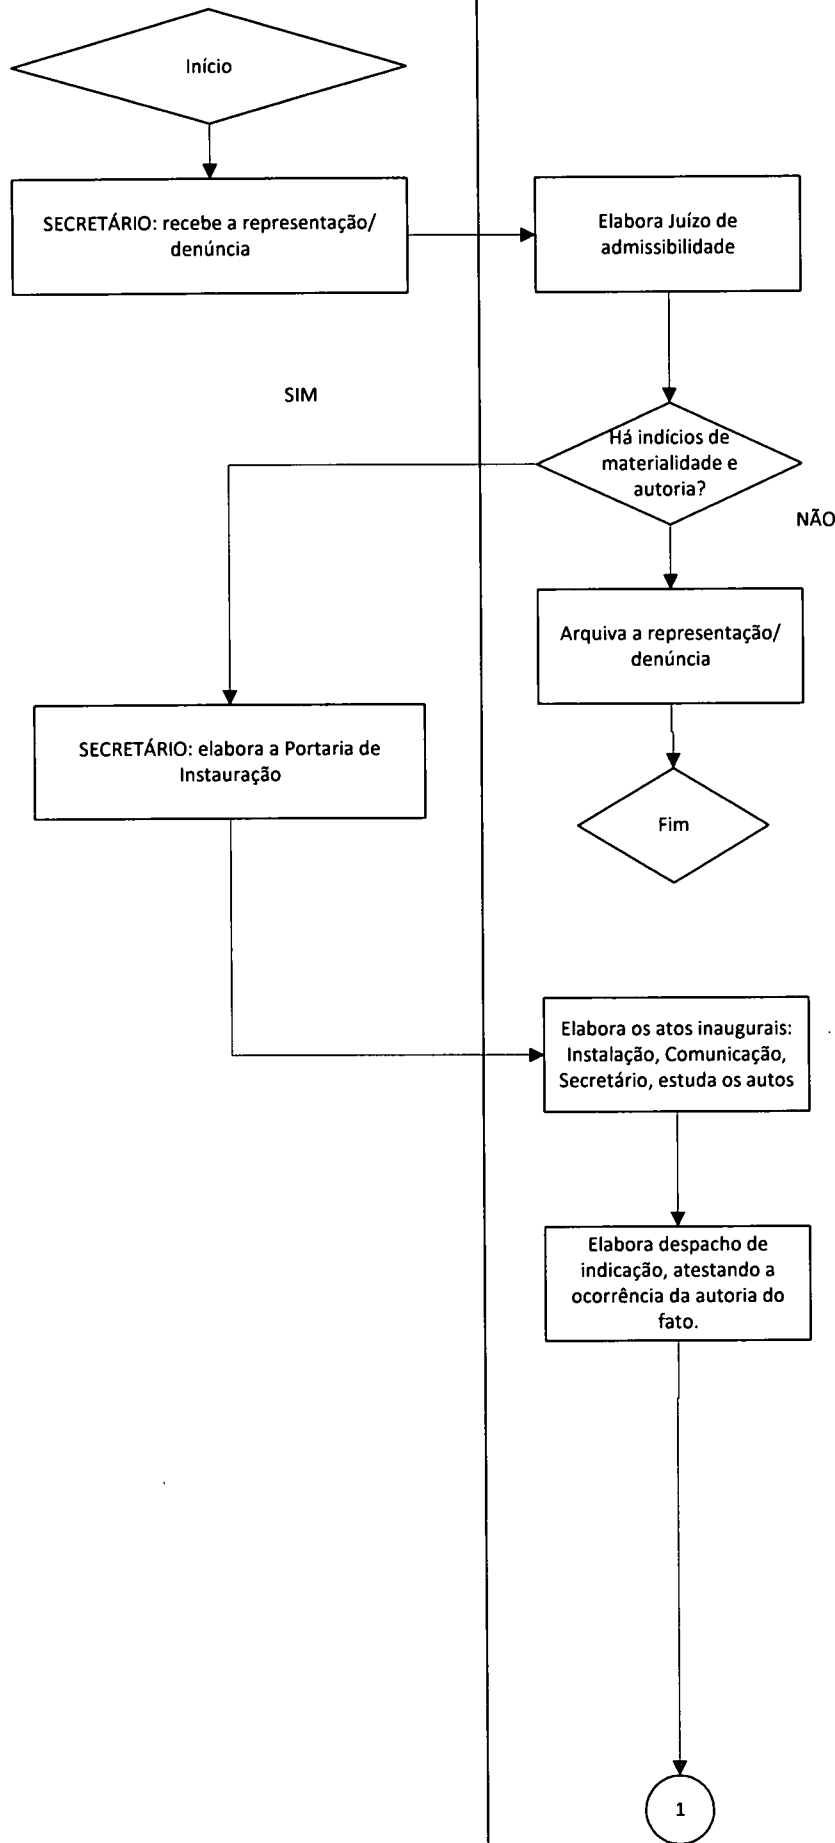 Início
SECRETÁRIO: recebe a representação/
denúncia
Elabora Juízo de
admissibilidade
SIM
Há indícios de
materialidade e
autoria?
NÃO
Arquiva a representação/
denúncia
SECRETÁRIO: elabora a Portaria de
Instauração
Fim
Elabora os atos inaugurais:
Instalação, Comunicação,
Secretário, estuda os autos
Elabora despacho de
indicação, atestando a
ocorrência da autoria do
fato.
1